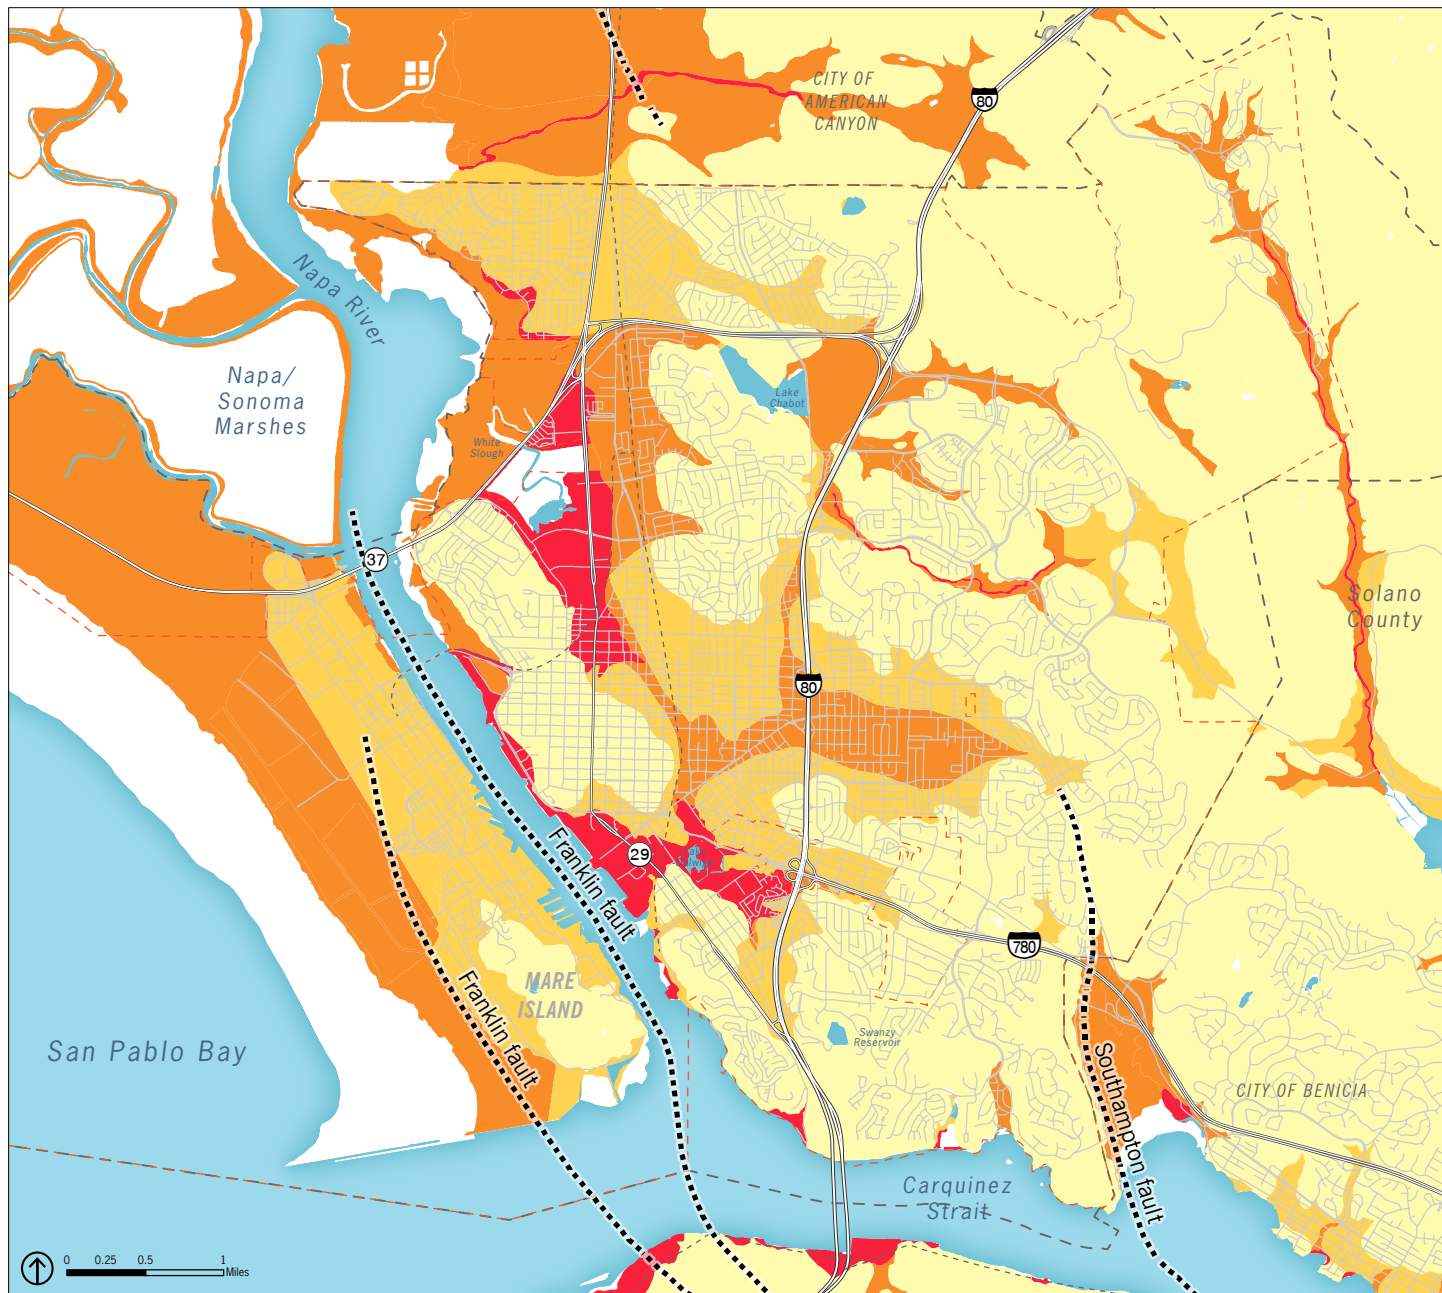 CITY OF
AMERICAN
CANYON
80
Napa River
Napa/
Sonoma
Marshes
Lake
Chabot
White
Slough
37
Solano
County
80
29
Franklin fault
780
MARE
ISLAND
Franklin fault
San Pablo Bay
Swanzy
Reservoir
Southampton fault
CITY OF BENICIA
Carquinez
Strait
0 0.25 0.5 1
Miles